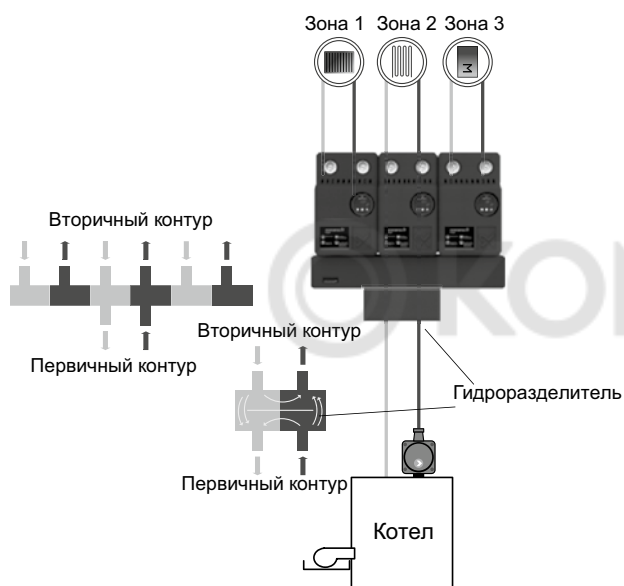 Зона 1 Зона 2 Зона 3
Вторичный контур
Первичный контур
Вторичный контур
Гидроразделитель
Первичный контур
Котел